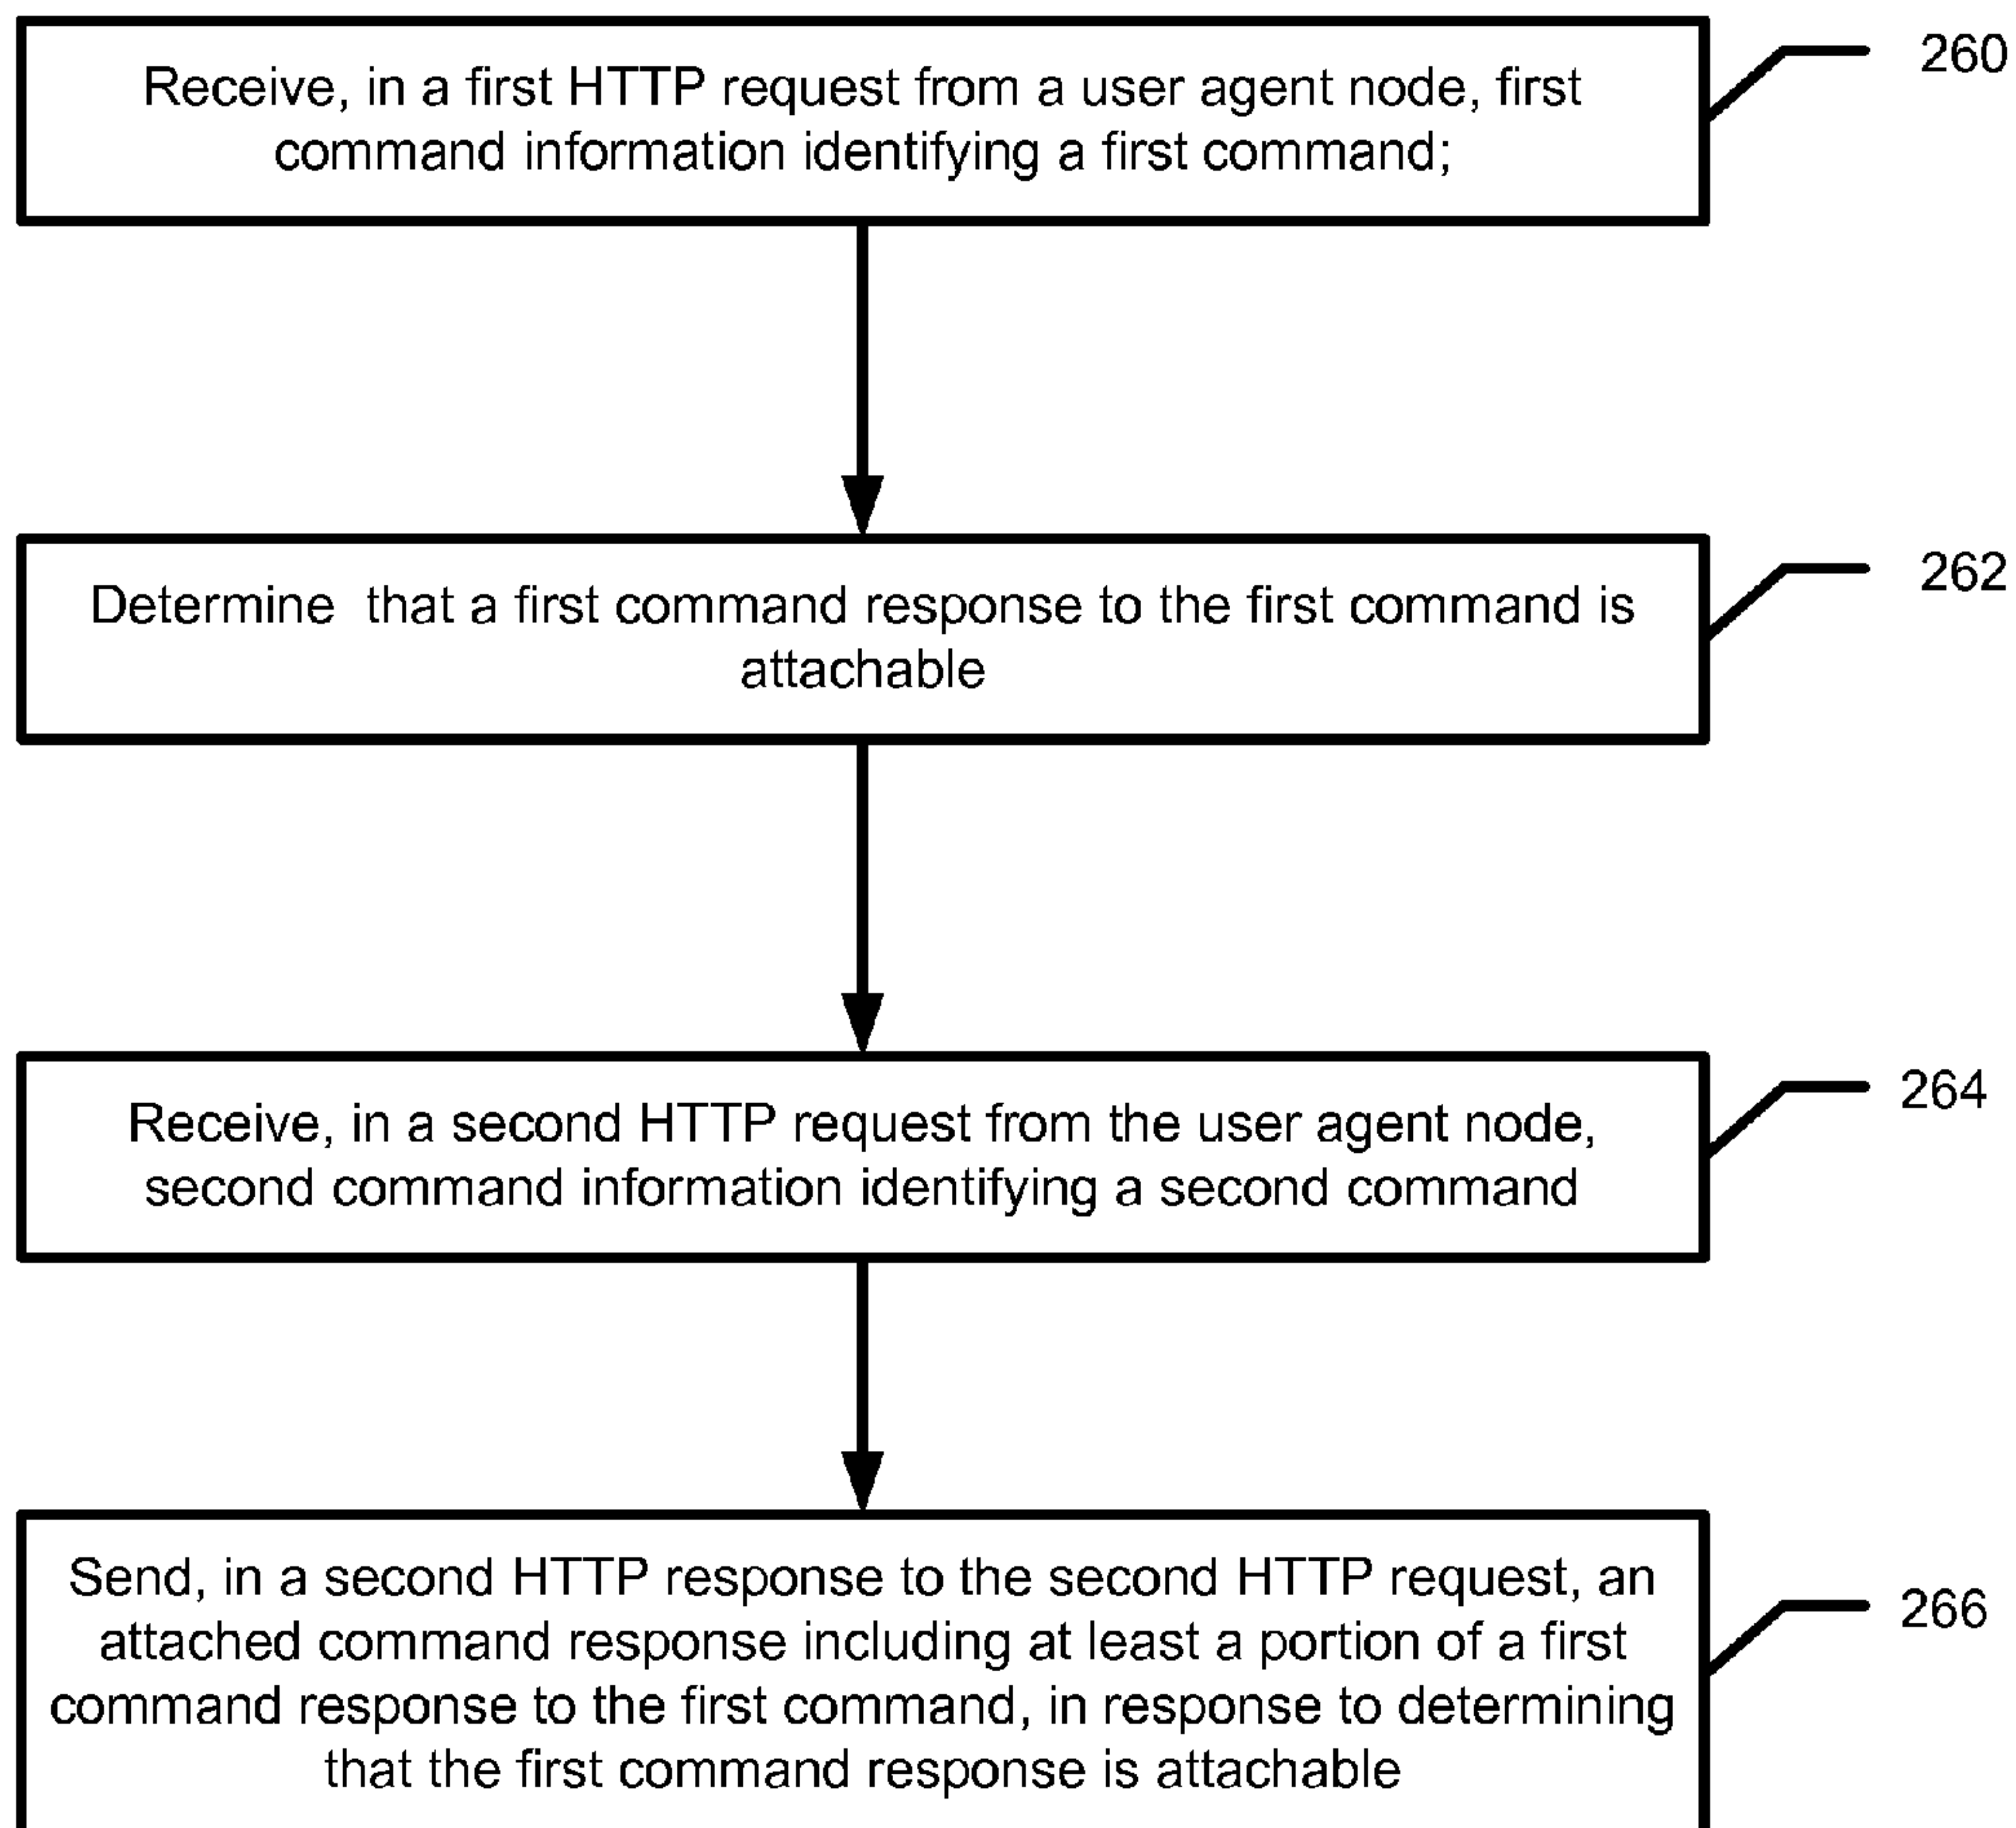 Receive, in a first HTTP request from a user agent node, first
command information identifying a first command;
260
Determine that a first command response to the first command is
attachable
262
Receive, in a second HTTP request from the user agent node,
second command information identifying a second command
264
Send, in a second HTTP response to the second HTTP request, an
attached command response including at least a portion of a first
command response to the first command, in response to determining
that the first command response is attachable
266